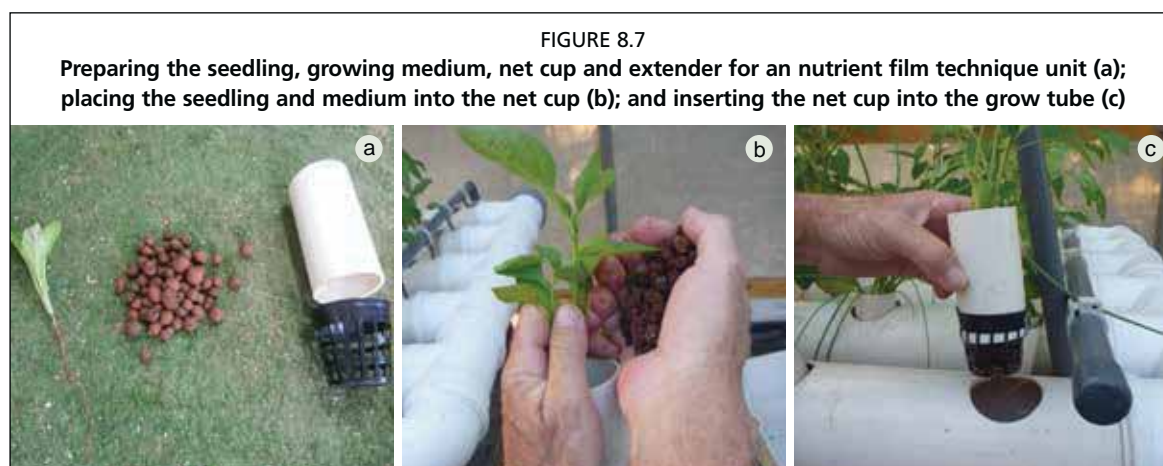 FIGURE 8.7
Preparing the seedling, growing medium, net cup and extender for an nutrient film technique unit (a);
placing the seedling and medium into the net cup (b); and inserting the net cup into the grow tube (c)
a
b
c